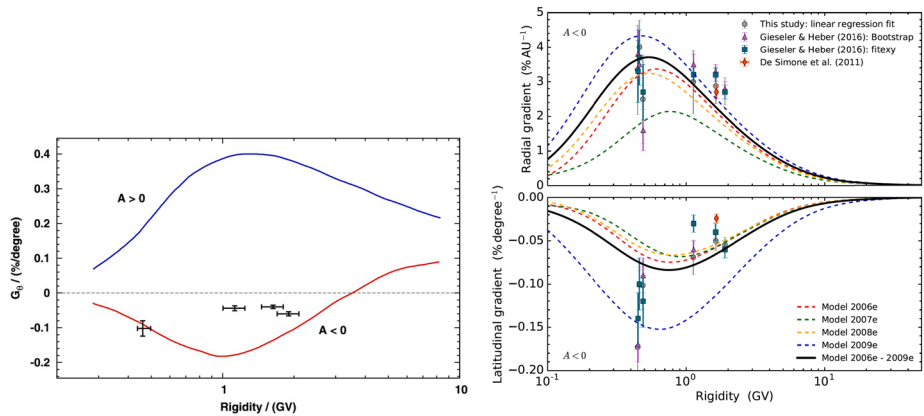 0.4
0.2
0
-0.1
-0.2
G_θ / (%/degree)
A > 0
A < 0
1
10
Rigidity / (GV)
5
4
3
2
1
0
Radial gradient (% AU⁻¹)
A<0
This study: linear regression fit
Gieseler & Heber (2016): Bootstrap
Gieseler & Heber (2016): fitexy
De Simone et al. (2011)
0.00
−0.05
−0.10
−0.15
−0.20
Latitudinal gradient (% degree⁻¹)
A<0
Model 2006e
Model 2007e
Model 2008e
Model 2009e
Model 2006e - 2009e
10⁻¹
10⁰
10¹
Rigidity (GV)